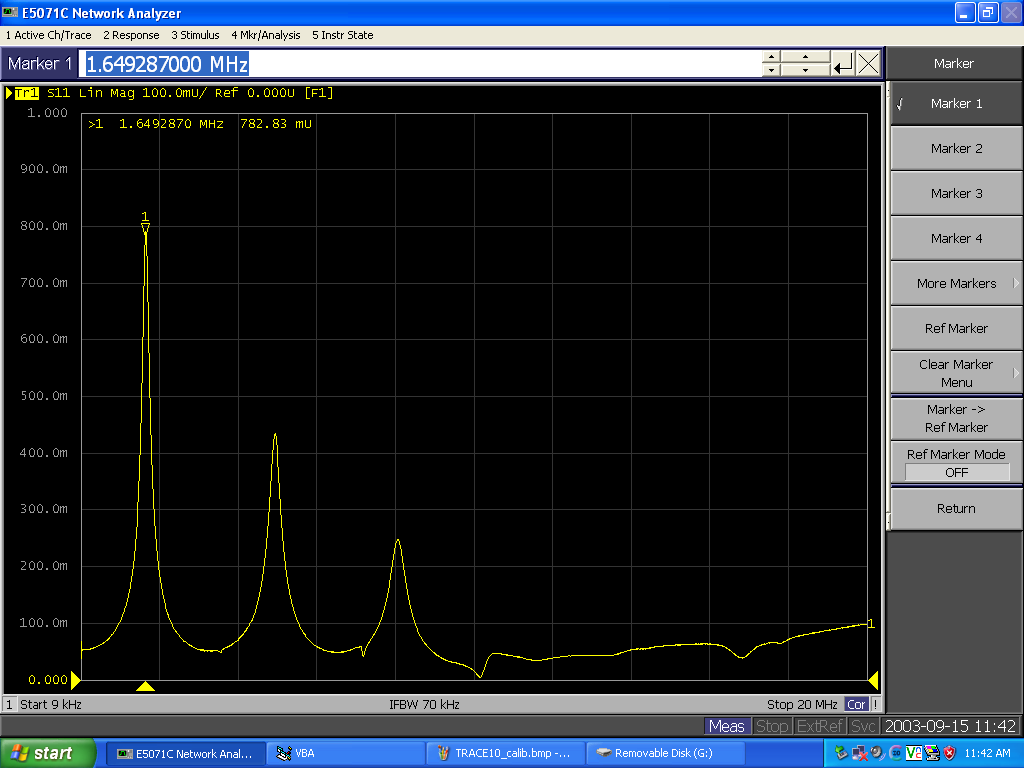 E5071C Network Analyzer
1 Active Ch/Trace 2 Response 3 Stimulus 4 Mkr/Analysis 5 Instr State
Marker 1 1.649287000 MHz
Tr1 S11 Lin Mag 100.0mU/ Ref 0.000U [F1]
1.000
>1 1.6492870 MHz 782.83 mU
900.0m
800.0m
700.0m
600.0m
500.0m
400.0m
300.0m
200.0m
100.0m
0.000
1
1
1 Start 9 kHz IFBW 70 kHz Stop 20 MHz Cor !
Marker
√ Marker 1
Marker 2
Marker 3
Marker 4
More Markers
Ref Marker
Clear Marker
Menu
Marker ->
Ref Marker
Ref Marker Mode
OFF
Return
Meas Stop ExtRef Svc 2003-09-15 11:42
start E5071C Network Anal... VBA TRACE10_calib.bmp -... Removable Disk (G:) 11:42 AM